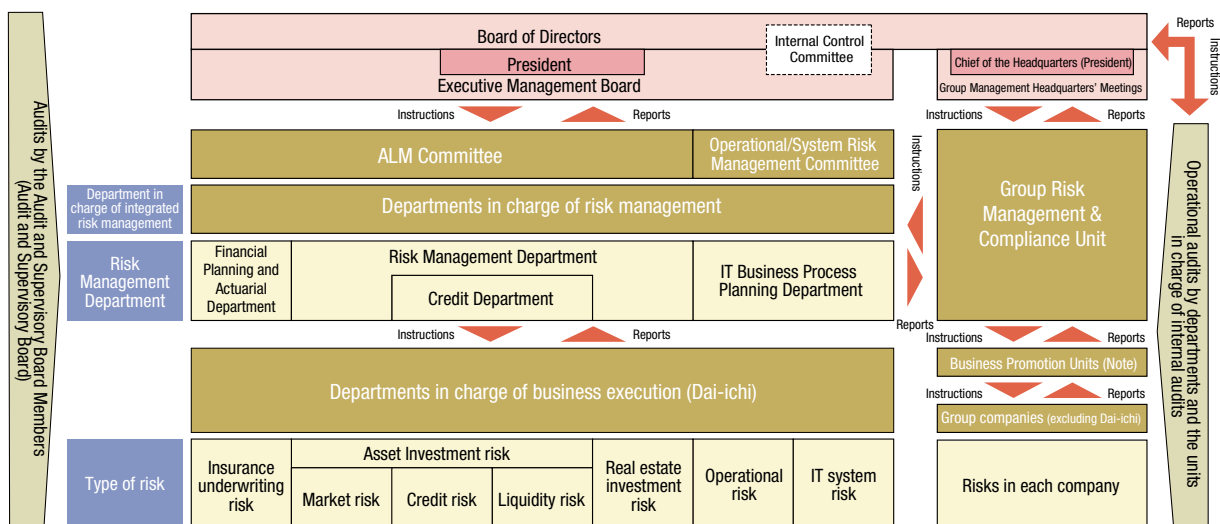 Audits by the Audit and Supervisory Board Members
(Audit and Supervisory Board)
Board of Directors
Internal Control
Committee
President
Executive Management Board
Chief of the Headquarters (President)
Group Management Headquarters' Meetings
Reports
Instructions
Instructions
Reports
Instructions
Reports
ALM Committee
Operational/System Risk
Management Committee
Instructions
Group Risk
Management &
Compliance Unit
Department in
charge of integrated
risk management
Departments in charge of risk management
Risk
Management
Department
Financial
Planning and
Actuarial
Department
Risk Management Department
Credit Department
IT Business Process
Planning Department
Reports
Instructions
Reports
Instructions
Reports
Business Promotion Units (Note)
Instructions
Reports
Departments in charge of business execution (Dai-ichi)
Group companies (excluding Dai-ichi)
Type of risk
Insurance
underwriting
risk
Asset Investment risk
Market risk
Credit risk
Liquidity risk
Real estate
investment
risk
Operational
risk
IT system
risk
Risks in each company
Operational audits by departments and the units
in charge of internal audits